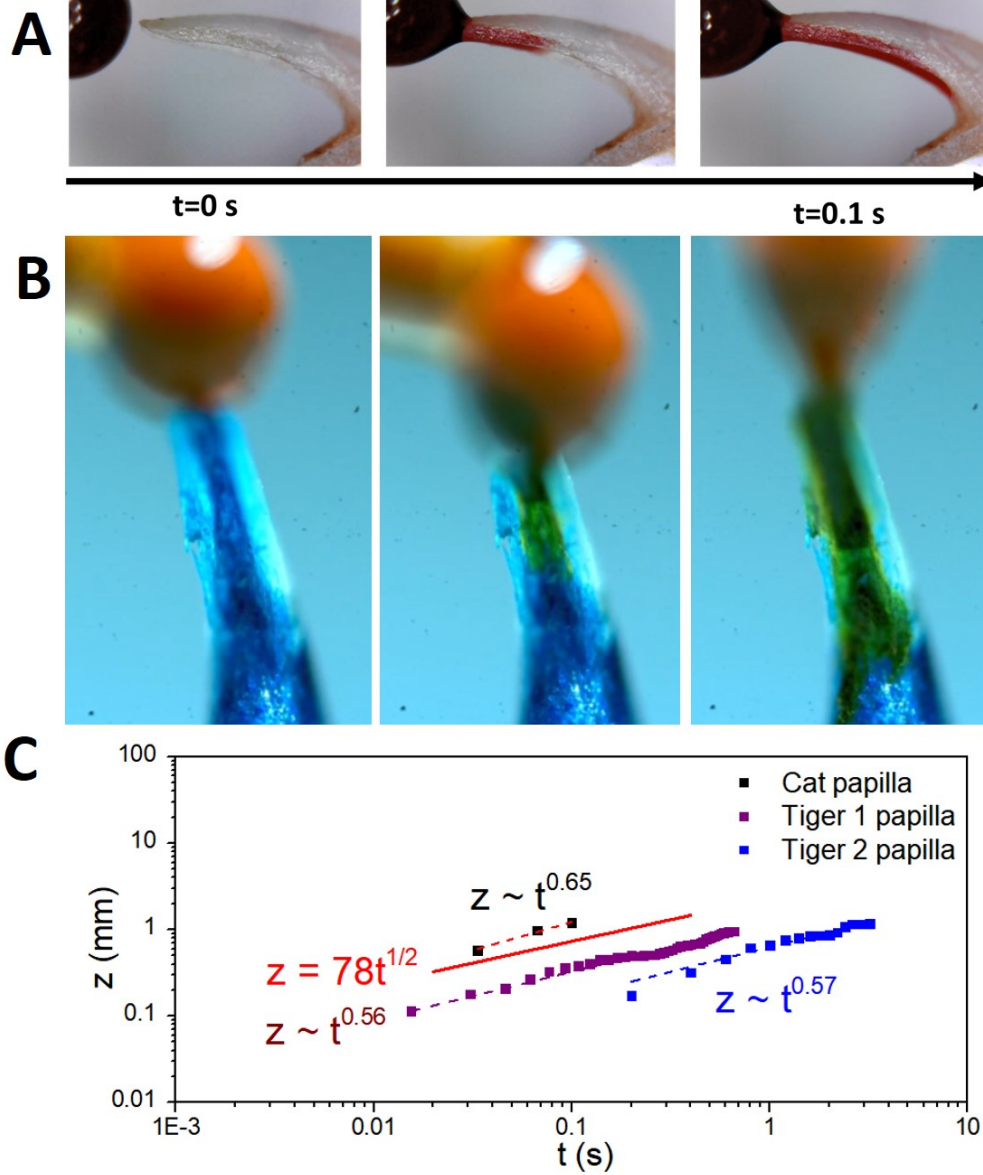 A
t=0 s
t=0.1 s
B
C
100
10
1
0.1
0.01
z (mm)
Cat papilla
Tiger 1 papilla
Tiger 2 papilla
z ~ t^0.65
z = 78t^1/2
z ~ t^0.56
z ~ t^0.57
1E-3
0.01
0.1
1
10
t (s)